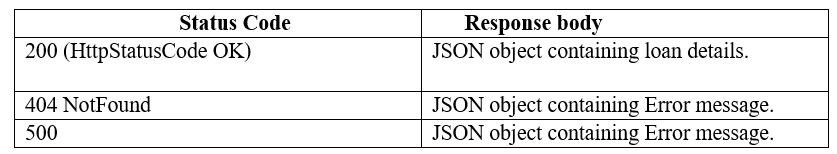 Status Code Response body
200 (HttpStatusCode OK) JSON object containing loan details.
404 NotFound JSON object containing Error message.
500 JSON object containing Error message.